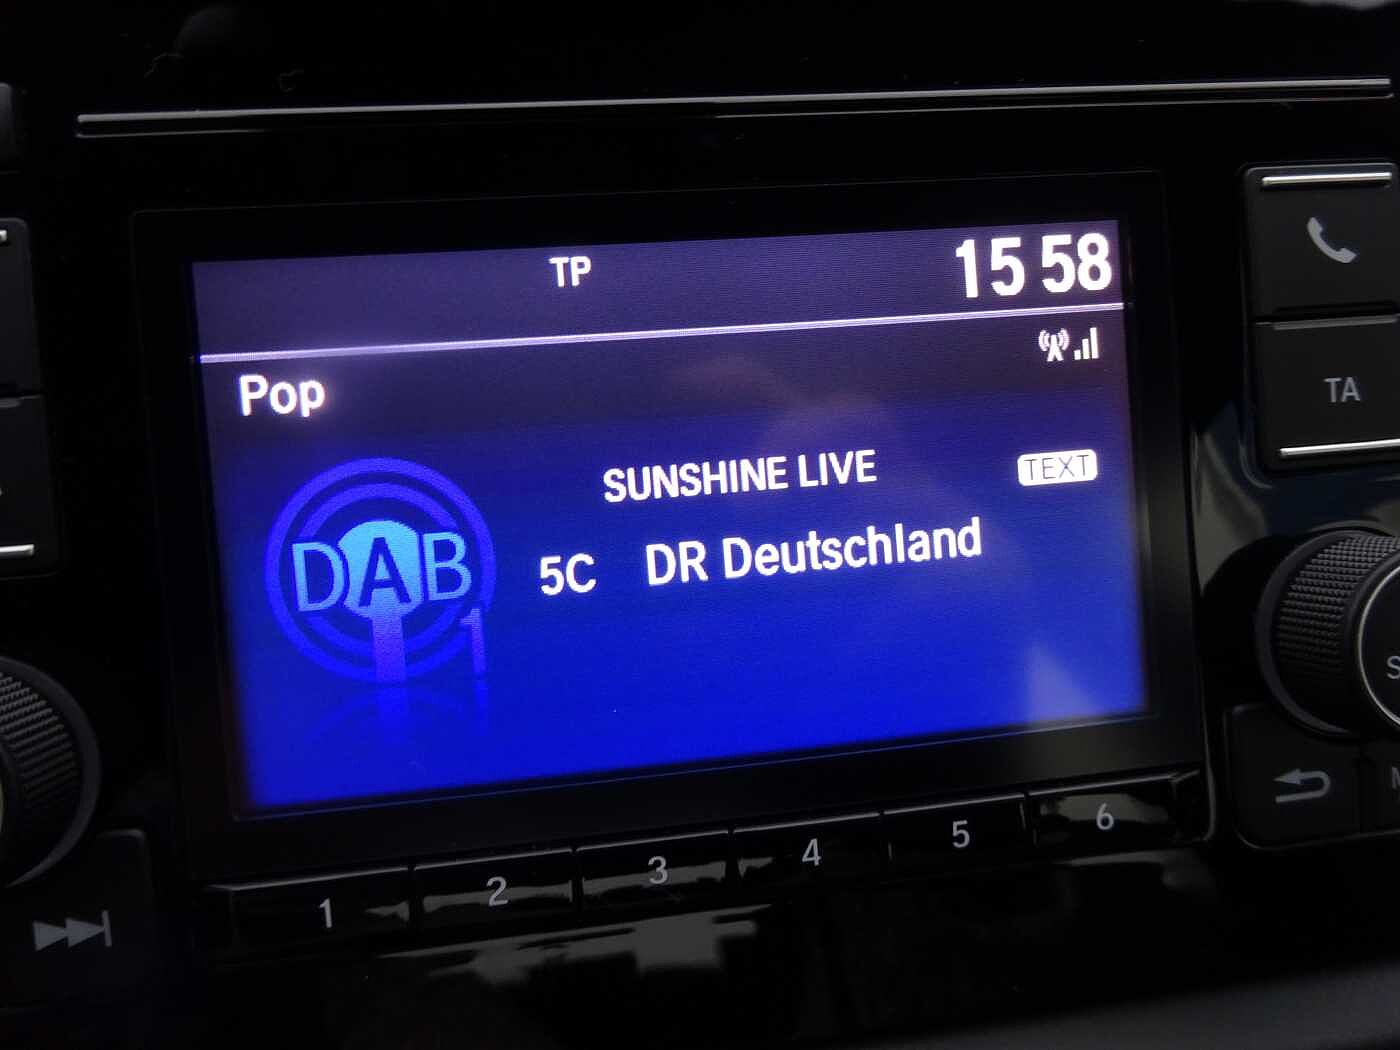 TP
15 58
Pop
SUNSHINE LIVE
TEXT
DAB
1
5C DR Deutschland
TA
1 2 3 4 5 6